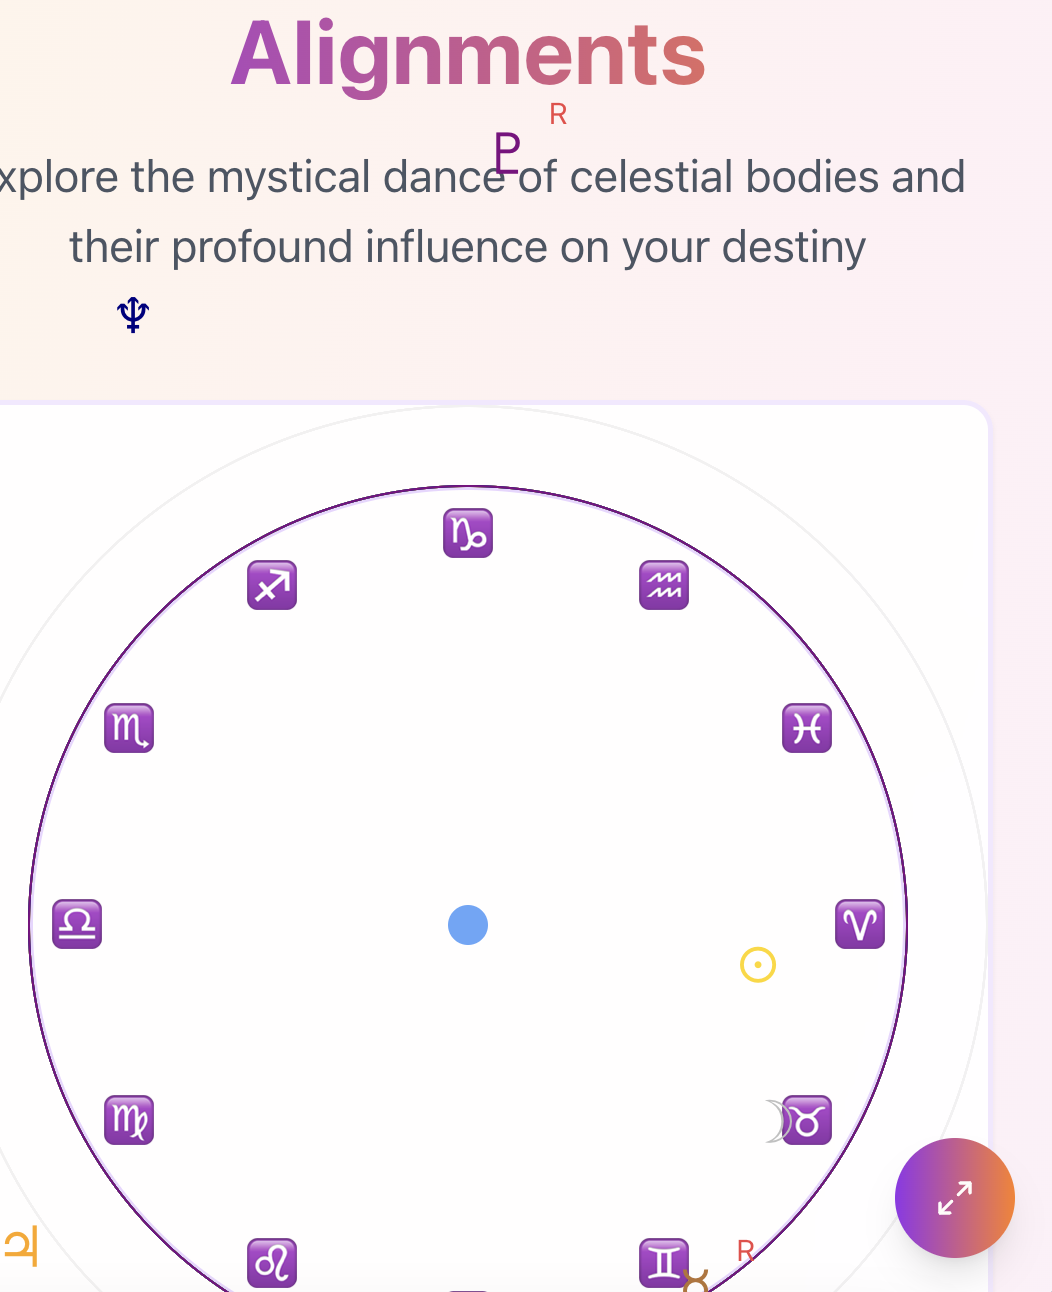 Alignments
R
♇
xplore the mystical dance of celestial bodies and
their profound influence on your destiny
♆
♑
♐ ♒
♏ ♓
♎ ♈
☉
♍ ☽ ♉
♃ ♌ ♊ R
☿